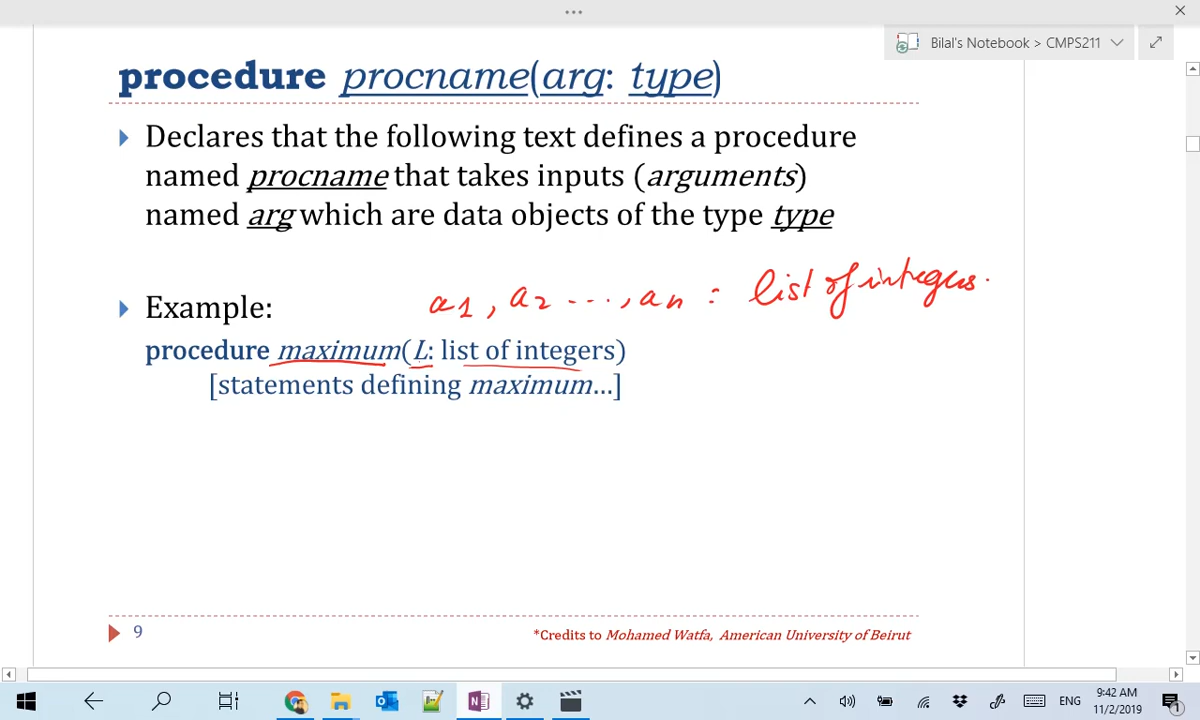 Bilal's Notebook > CMPS211
procedure procname(arg: type)
Declares that the following text defines a procedure
named procname that takes inputs (arguments)
named arg which are data objects of the type type
a1, a2 ..., an : list of integers.
Example:
procedure maximum(L: list of integers)
[statements defining maximum…]
9
*Credits to Mohamed Watfa, American University of Beirut
ENG
9:42 AM
11/2/2019
1